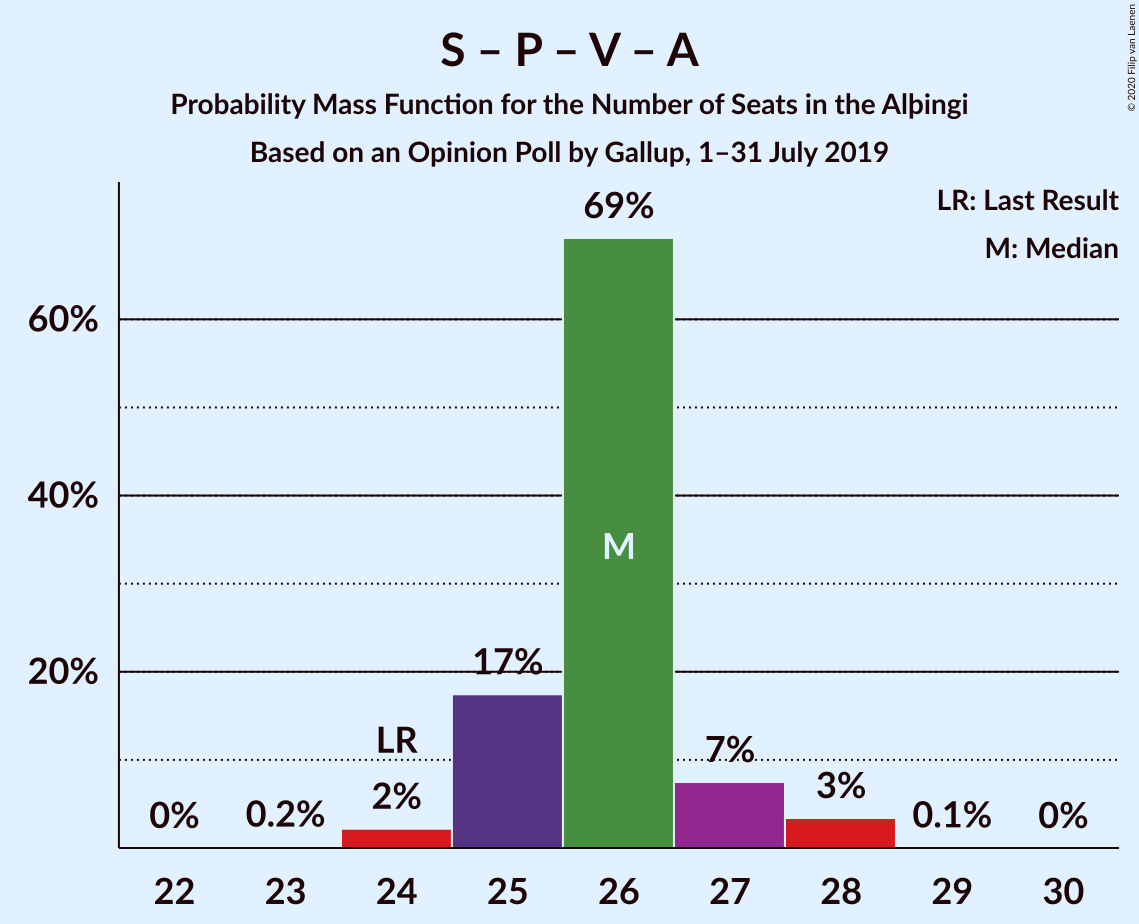 S – P – V – A
Probability Mass Function for the Number of Seats in the Alþingi
Based on an Opinion Poll by Gallup, 1–31 July 2019
© 2020 Filip van Laenen
LR: Last Result
M: Median
69%
60%
40%
M
20%
17%
LR
7%
0%
0.2%
2%
3%
0.1%
0%
22 23 24 25 26 27 28 29 30